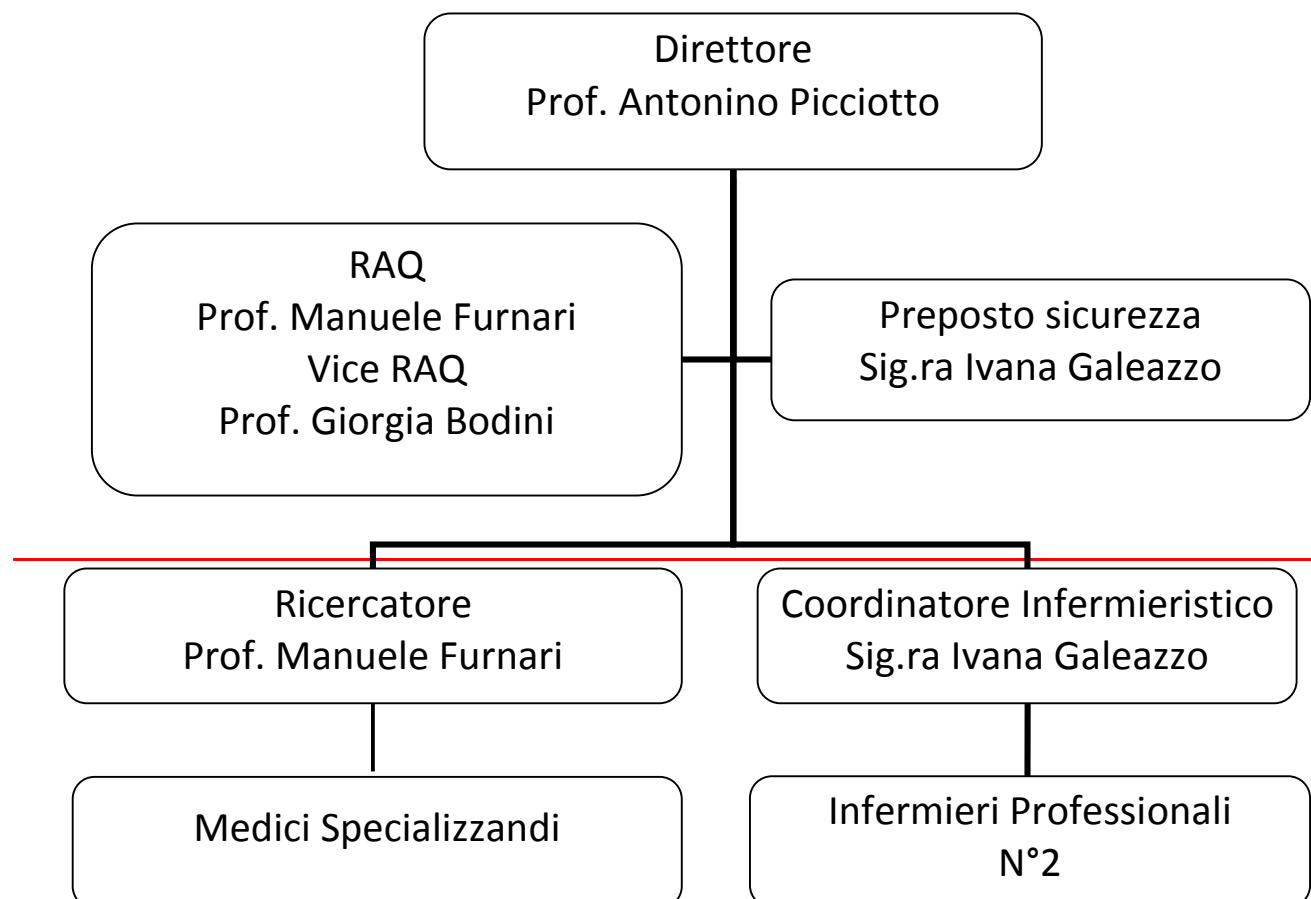 Direttore
Prof. Antonino Picciotto
RAQ
Prof. Manuele Furnari
Vice RAQ
Prof. Giorgia Bodini
Preposto sicurezza
Sig.ra Ivana Galeazzo
Ricercatore
Prof. Manuele Furnari
Coordinatore Infermieristico
Sig.ra Ivana Galeazzo
Medici Specializzandi
Infermieri Professionali
N°2